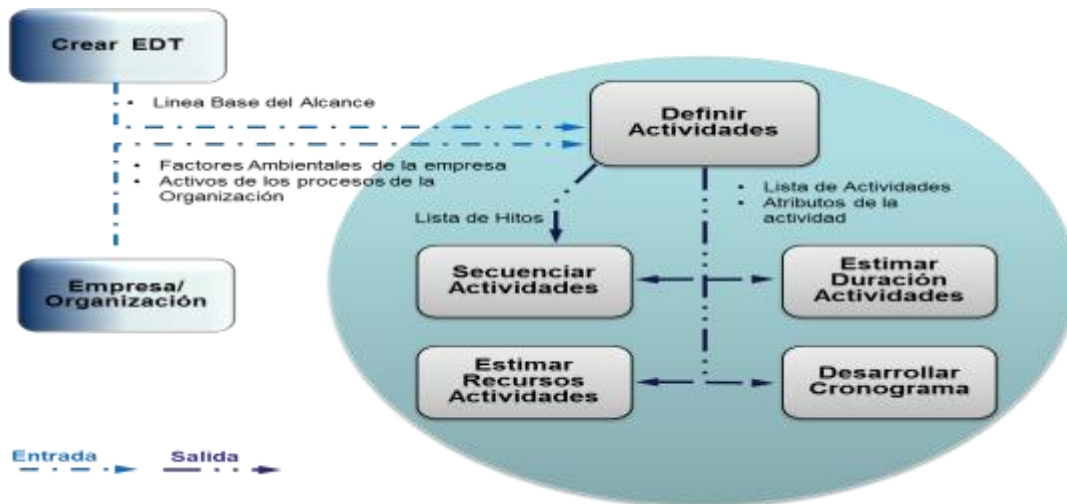 Crear EDT
• Linea Base del Alcance
• Factores Ambientales de la empresa
• Activos de los procesos de la
Organización
Empresa/
Organización
Definir
Actividades
• Lista de Actividades
• Atributos de la
actividad
Lista de Hitos
Secuenciar
Actividades
Estimar
Duración
Actividades
Estimar
Recursos
Actividades
Desarrollar
Cronograma
Entrada
Salida